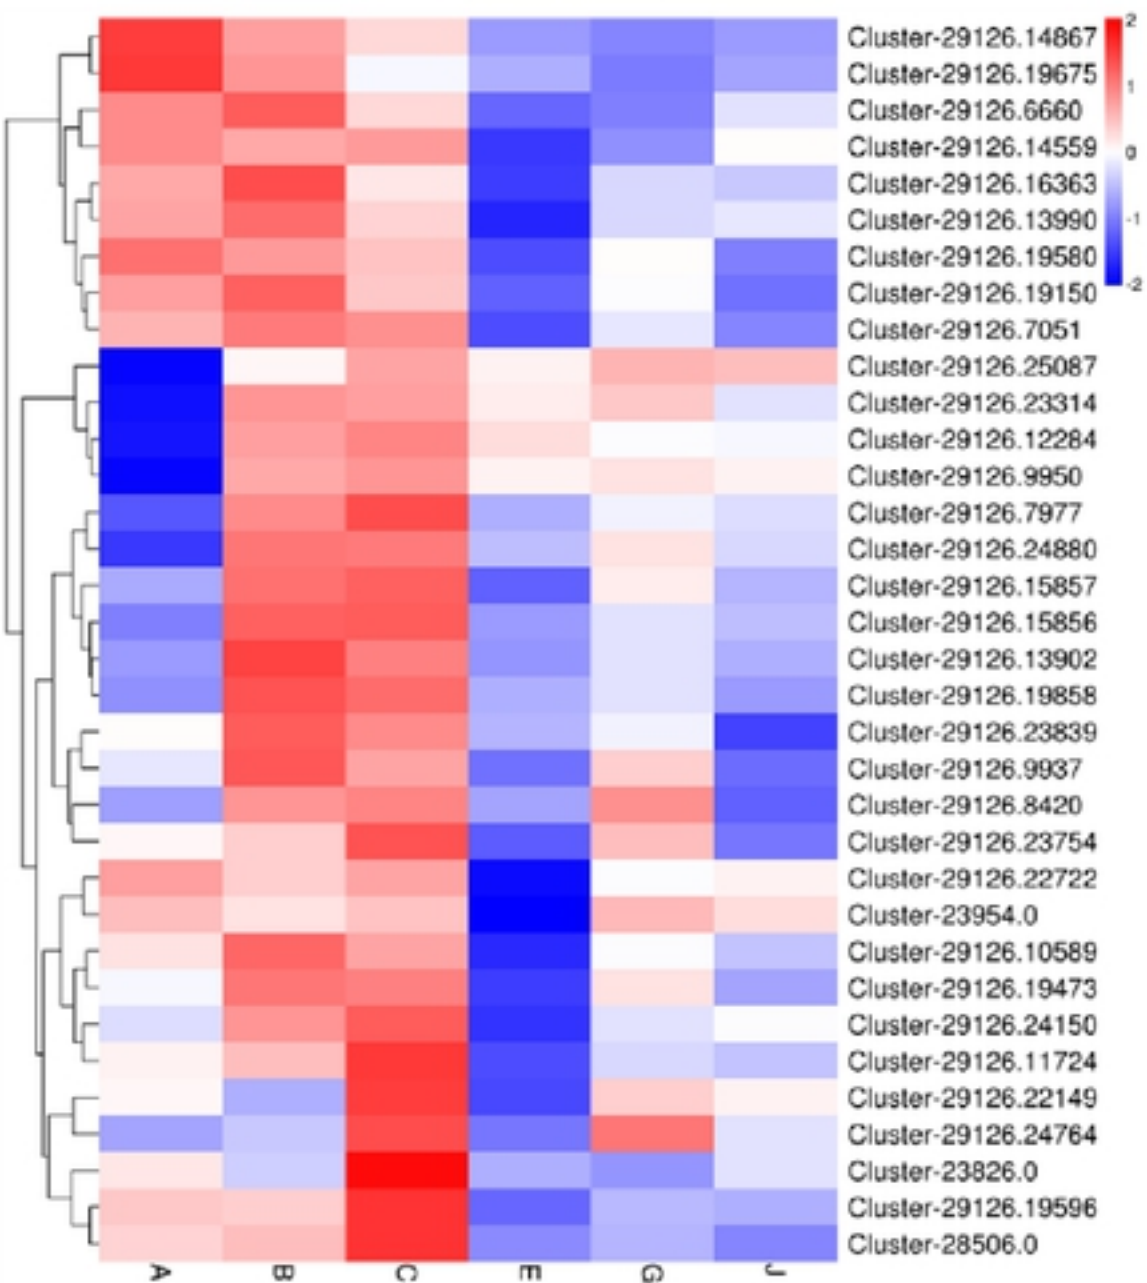 Cluster-29126.14867
Cluster-29126.19675
Cluster-29126.6660
Cluster-29126.14559
Cluster-29126.16363
Cluster-29126.13990
Cluster-29126.19580
Cluster-29126.19150
Cluster-29126.7051
Cluster-29126.25087
Cluster-29126.23314
Cluster-29126.12284
Cluster-29126.9950
Cluster-29126.7977
Cluster-29126.24880
Cluster-29126.15857
Cluster-29126.15856
Cluster-29126.13902
Cluster-29126.19858
Cluster-29126.23839
Cluster-29126.9937
Cluster-29126.8420
Cluster-29126.23754
Cluster-29126.22722
Cluster-23954.0
Cluster-29126.10589
Cluster-29126.19473
Cluster-29126.24150
Cluster-29126.11724
Cluster-29126.22149
Cluster-29126.24764
Cluster-23826.0
Cluster-29126.19596
Cluster-28506.0
2
1
0
-1
-2
A B C E G J